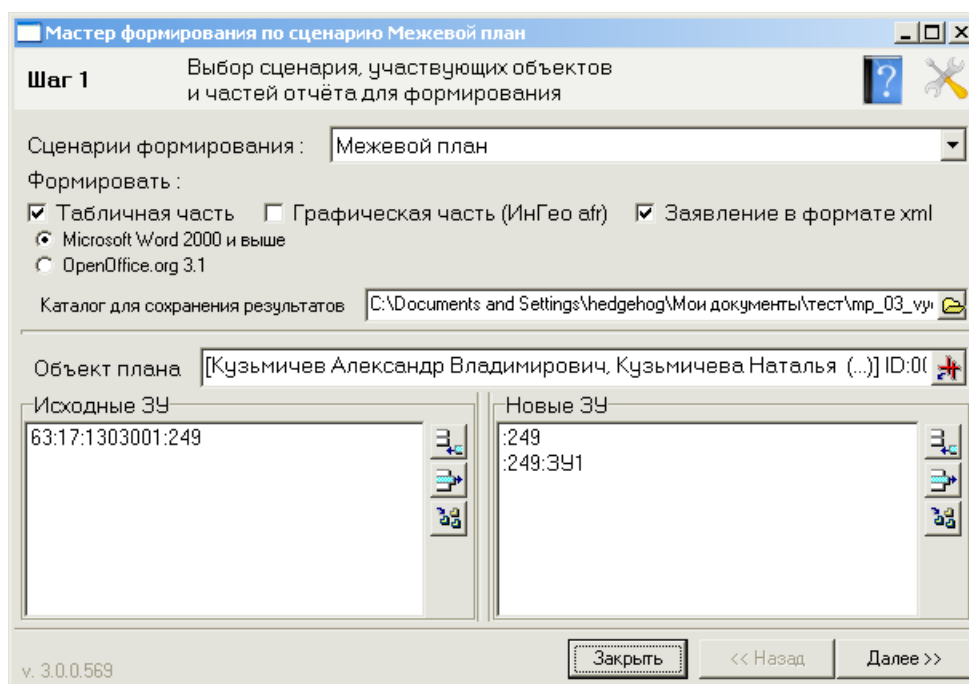 Мастер формирования по сценарию Межевой план
Шаг 1
Выбор сценария, участвующих объектов
и частей отчёта для формирования
Сценарии формирования : Межевой план
Формировать :
Табличная часть Графическая часть (ИнГео afr) Заявление в формате xml
Microsoft Word 2000 и выше
OpenOffice.org 3.1
Каталог для сохранения результатов C:\Documents and Settings\hedgehog\Мои документы\тест\mp_03_vy
Объект плана [Кузьмичев Александр Владимирович, Кузьмичева Наталья (...)] ID:0(
Исходные ЗУ
63:17:1303001:249
Новые ЗУ
:249
:249:ЗУ1
v. 3.0.0.569
Закрыть << Назад Далее >>